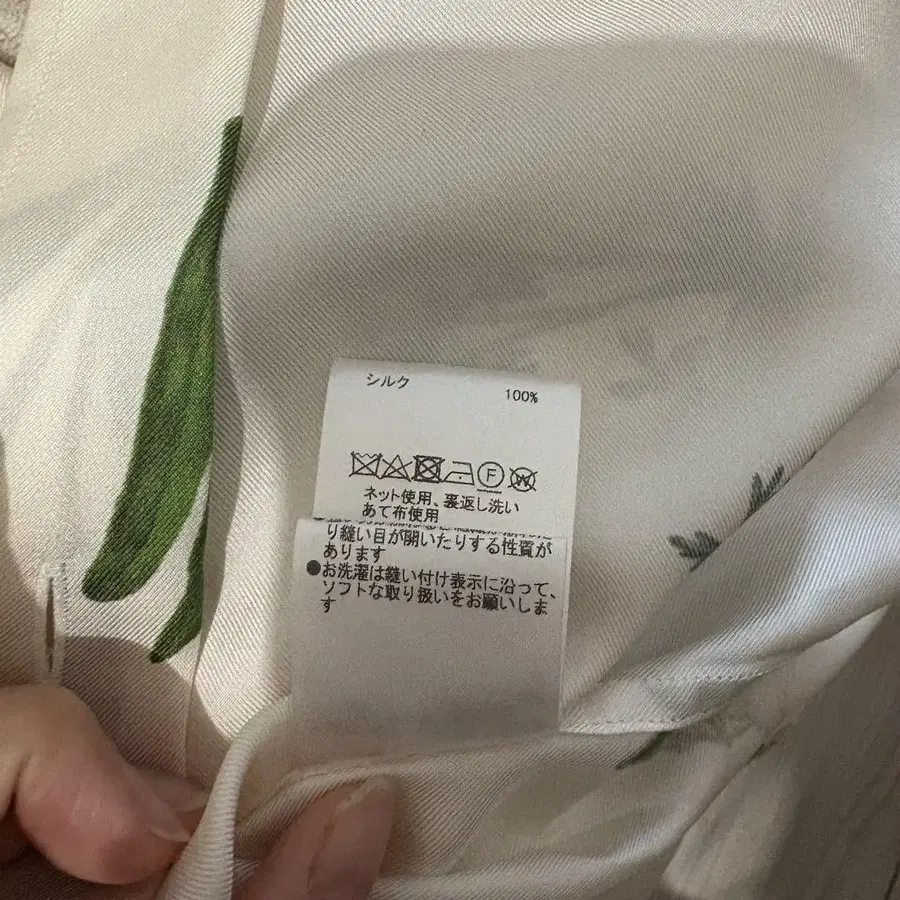 シルク
100%
F W
ネット使用、裏返し洗い
あて布使用
り縫い目が開いたりする性質が
あります
●お洗濯は縫い付け表示に沿って、
ソフトな取り扱いをお願いしま
す